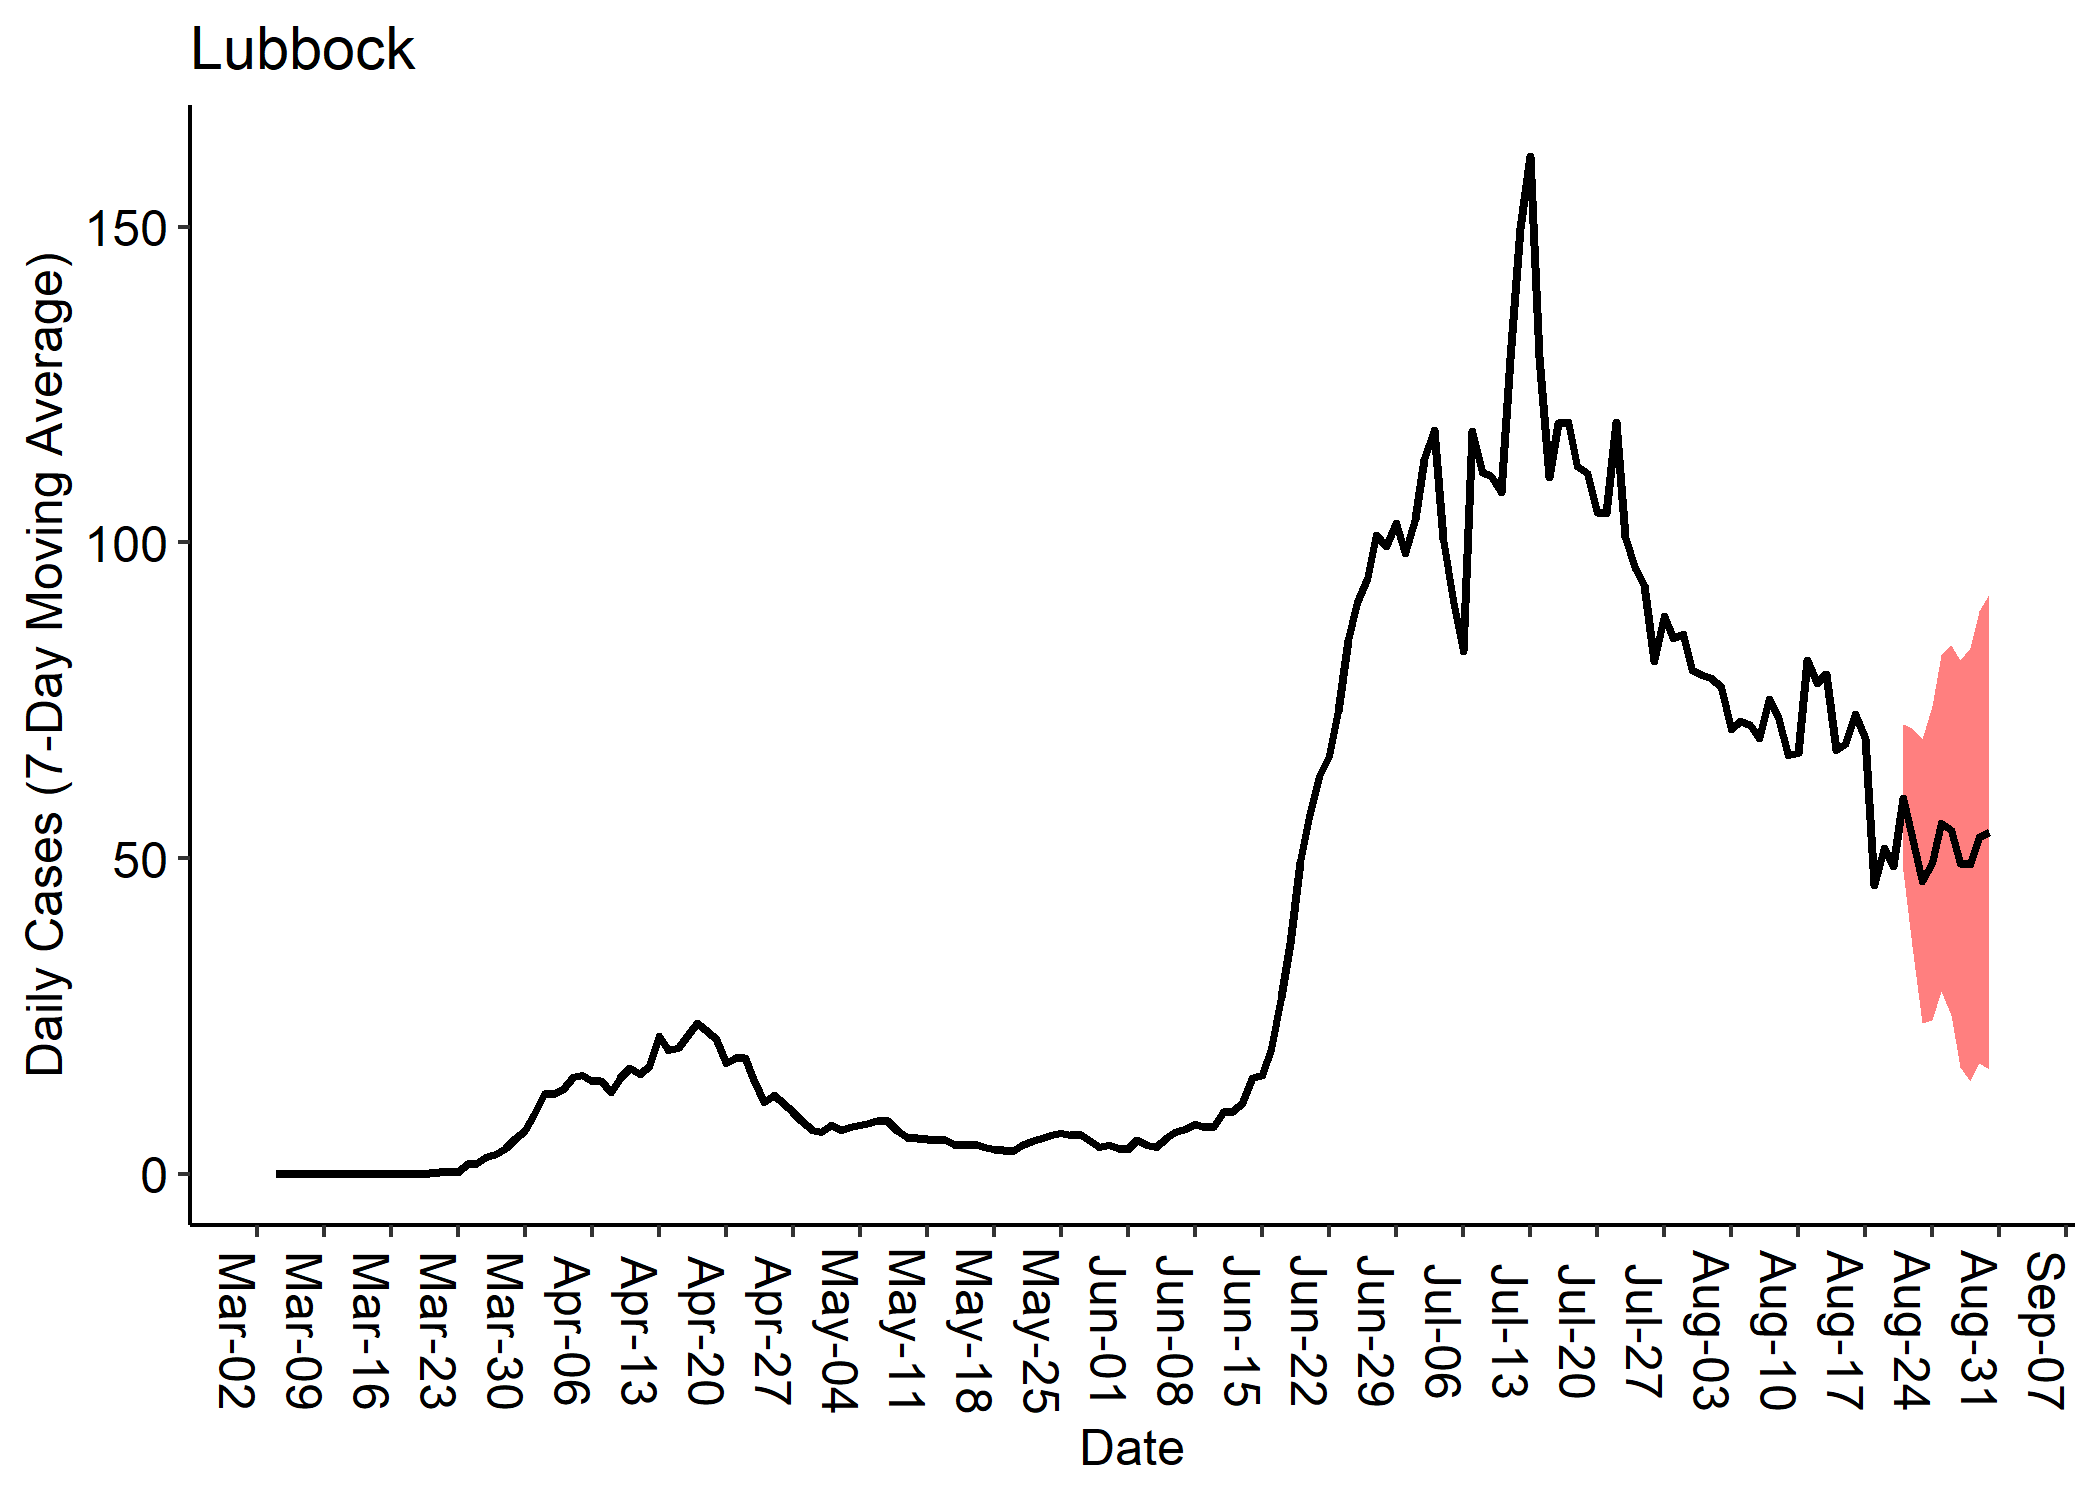 Lubbock
Daily Cases (7-Day Moving Average)
150
100
50
0
Mar-02
Mar-09
Mar-16
Mar-23
Mar-30
Apr-06
Apr-13
Apr-20
Apr-27
May-04
May-11
May-18
May-25
Jun-01
Jun-08
Jun-15
Jun-22
Jun-29
Jul-06
Jul-13
Jul-20
Jul-27
Aug-03
Aug-10
Aug-17
Aug-24
Aug-31
Sep-07
Date